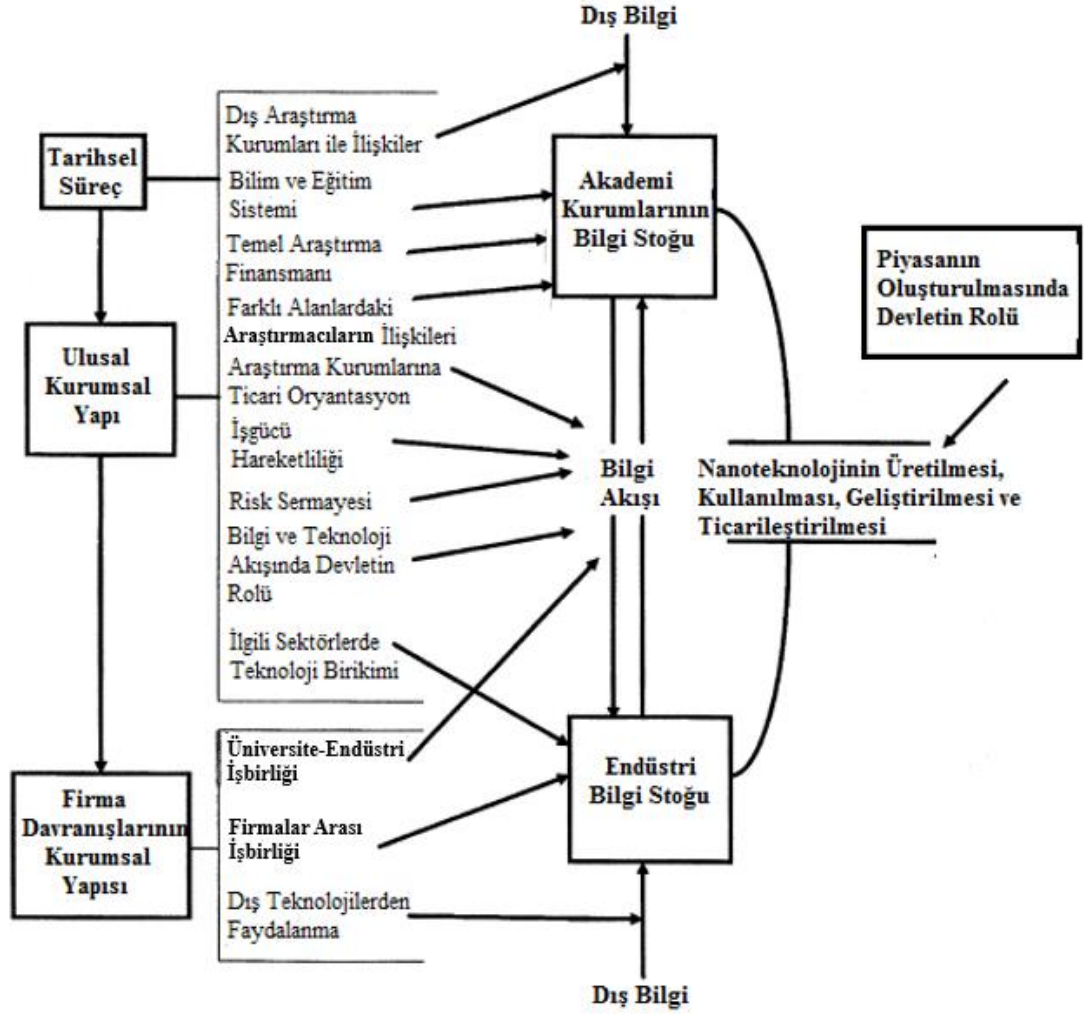 Dış Bilgi
Tarihsel
Süreç
Ulusal
Kurumsal
Yapı
Firma
Davranışlarının
Kurumsal
Yapısı
Dış Araştırma
Kurumları ile İlişkiler
Bilim ve Eğitim
Sistemi
Temel Araştırma
Finansmanı
Farklı Alanlardaki
Araştırmacıların İlişkileri
Araştırma Kurumlarına
Ticari Oryantasyon
İşgücü
Hareketliliği
Risk Sermayesi
Bilgi ve Teknoloji
Akışında Devletin
Rolü
İlgili Sektörlerde
Teknoloji Birikimi
Üniversite-Endüstri
İşbirliği
Firmalar Arası
İşbirliği
Dış Teknolojilerden
Faydalanma
Akademi
Kurumlarının
Bilgi Stoğu
Bilgi
Akışı
Endüstri
Bilgi Stoğu
Dış Bilgi
Piyasanın
Oluşturulmasında
Devletin Rolü
Nanoteknolojinin Üretilmesi,
Kullanılması, Geliştirilmesi ve
Ticarileştirilmesi